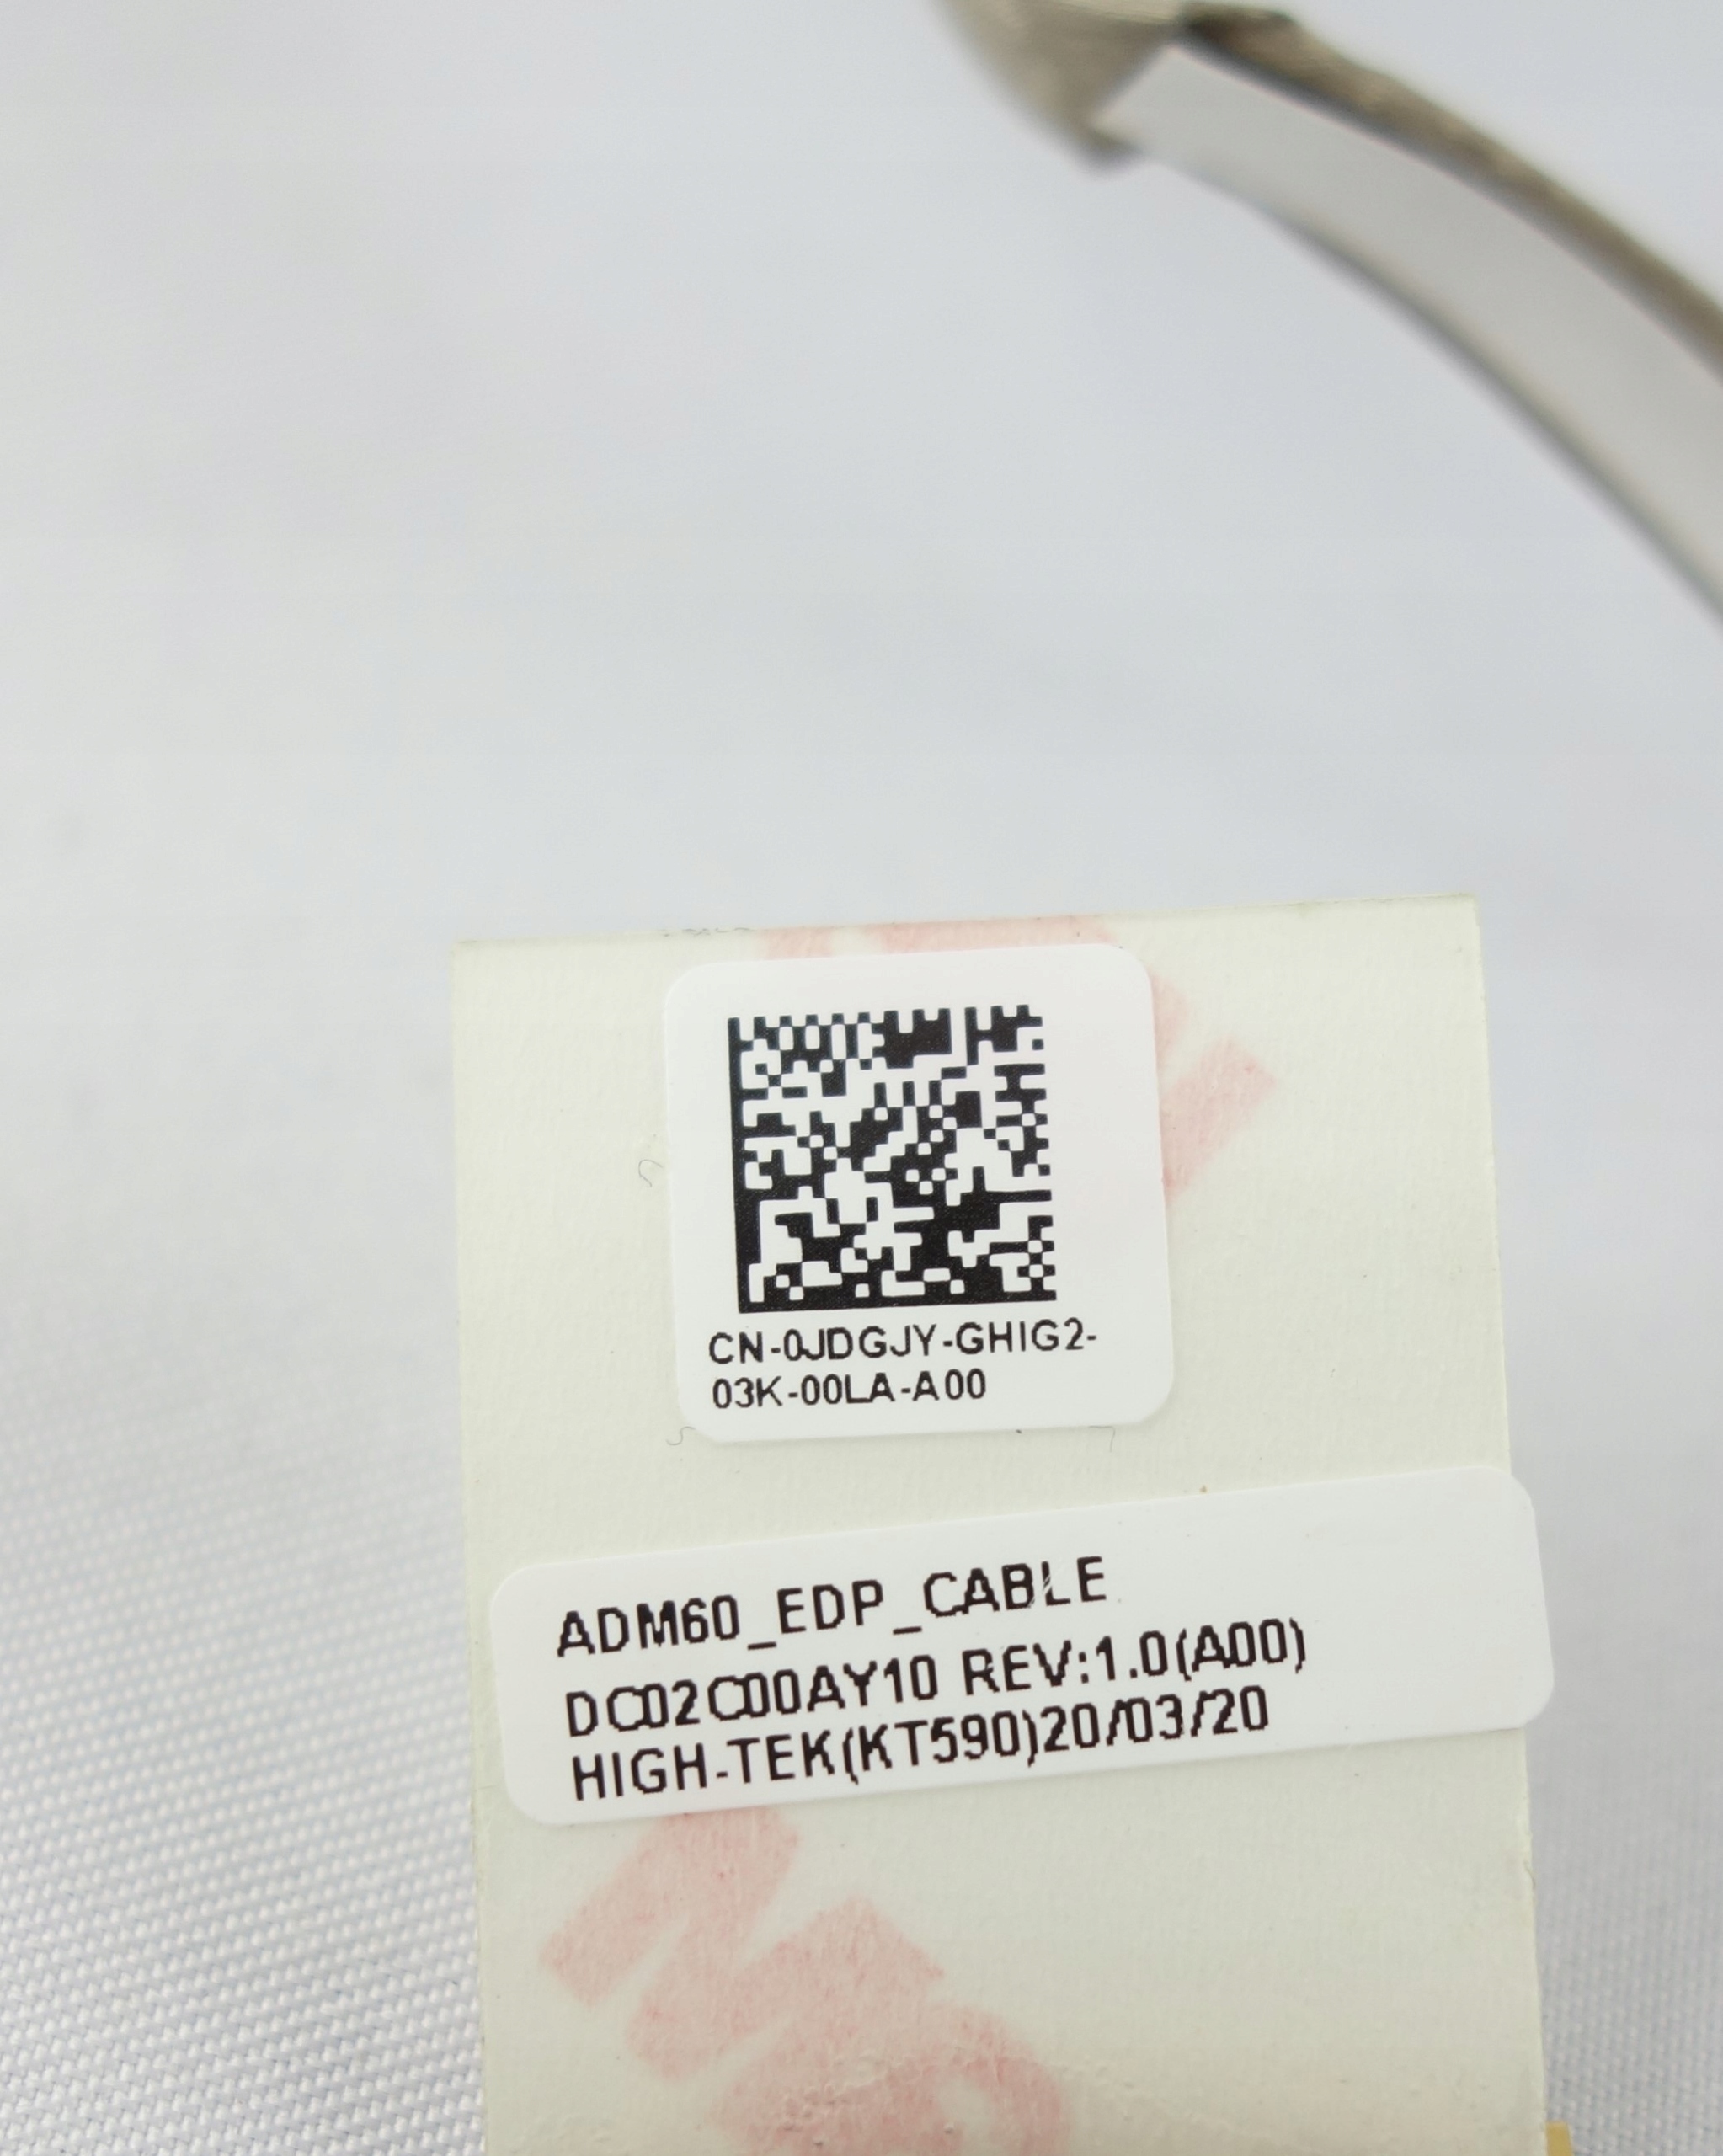 CN-0JDGJY-GHIG2-
03K-00LA-A00
ADM60_EDP_CABLE
DC02C00AY10 REV:1.0(A00)
HIGH-TEK(KT590)20/03/20